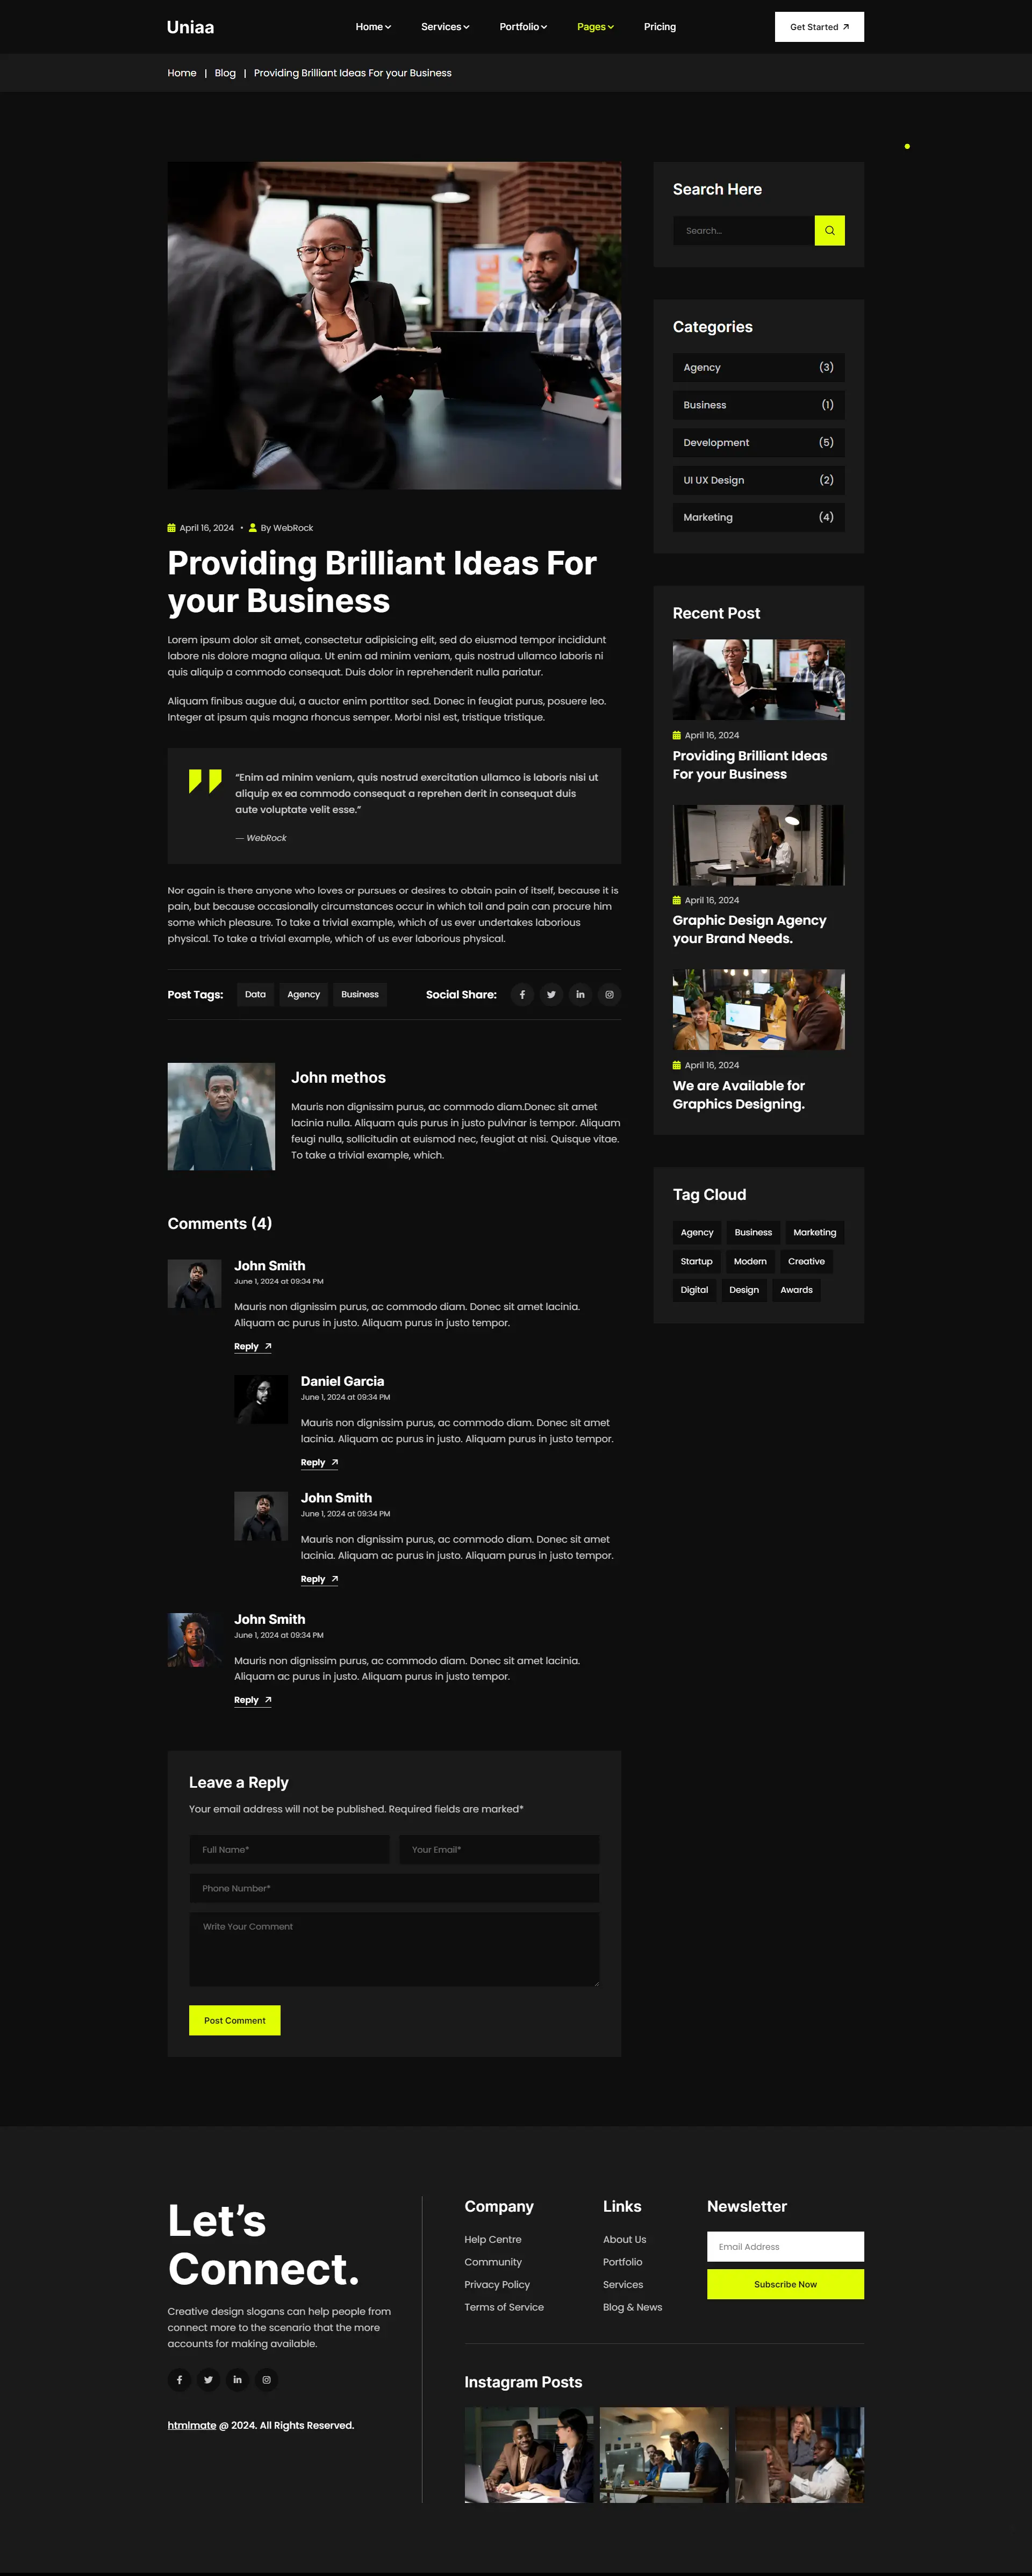 Uniaa
Home
Services
Portfolio
Pages
Pricing
Get Started
Home | Blog | Providing Brilliant Ideas For your Business
April 16, 2024 • By WebRock
Providing Brilliant Ideas For
your Business
Lorem ipsum dolor sit amet, consectetur adipisicing elit, sed do eiusmod tempor incididunt
labore nis dolore magna aliqua. Ut enim ad minim veniam, quis nostrud ullamco laboris ni
quis aliquip a commodo consequat. Duis dolor in reprehenderit nulla pariatur.
Aliquam finibus augue dui, a auctor enim porttitor sed. Donec in feugiat purus, posuere leo.
Integer at ipsum quis magna rhoncus semper. Morbi nisl est, tristique tristique.
“Enim ad minim veniam, quis nostrud exercitation ullamco is laboris nisi ut
aliquip ex ea commodo consequat a reprehen derit in consequat duis
aute voluptate velit esse.”
— WebRock
Nor again is there anyone who loves or pursues or desires to obtain pain of itself, because it is
pain, but because occasionally circumstances occur in which toil and pain can procure him
some which pleasure. To take a trivial example, which of us ever undertakes laborious
physical. To take a trivial example, which of us ever laborious physical.
Post Tags:
Data
Agency
Business
Social Share:
John methos
Mauris non dignissim purus, ac commodo diam.Donec sit amet
lacinia nulla. Aliquam quis purus in justo pulvinar is tempor. Aliquam
feugi nulla, sollicitudin at euismod nec, feugiat at nisi. Quisque vitae.
To take a trivial example, which.
Comments (4)
John Smith
June 1, 2024 at 09:34 PM
Mauris non dignissim purus, ac commodo diam. Donec sit amet lacinia.
Aliquam ac purus in justo. Aliquam purus in justo tempor.
Reply
Daniel Garcia
June 1, 2024 at 09:34 PM
Mauris non dignissim purus, ac commodo diam. Donec sit amet
lacinia. Aliquam ac purus in justo. Aliquam purus in justo tempor.
Reply
John Smith
June 1, 2024 at 09:34 PM
Mauris non dignissim purus, ac commodo diam. Donec sit amet
lacinia. Aliquam ac purus in justo. Aliquam purus in justo tempor.
Reply
John Smith
June 1, 2024 at 09:34 PM
Mauris non dignissim purus, ac commodo diam. Donec sit amet lacinia.
Aliquam ac purus in justo. Aliquam purus in justo tempor.
Reply
Leave a Reply
Your email address will not be published. Required fields are marked*
Full Name*
Your Email*
Phone Number*
Write Your Comment
Post Comment
Search Here
Search...
Categories
Agency (3)
Business (1)
Development (5)
UI UX Design (2)
Marketing (4)
Recent Post
April 16, 2024
Providing Brilliant Ideas
For your Business
April 16, 2024
Graphic Design Agency
your Brand Needs.
April 16, 2024
We are Available for
Graphics Designing.
Tag Cloud
Agency
Business
Marketing
Startup
Modern
Creative
Digital
Design
Awards
Let’s
Connect.
Creative design slogans can help people from
connect more to the scenario that the more
accounts for making available.
htmlmate @ 2024. All Rights Reserved.
Company
Help Centre
Community
Privacy Policy
Terms of Service
Links
About Us
Portfolio
Services
Blog & News
Newsletter
Email Address
Subscribe Now
Instagram Posts